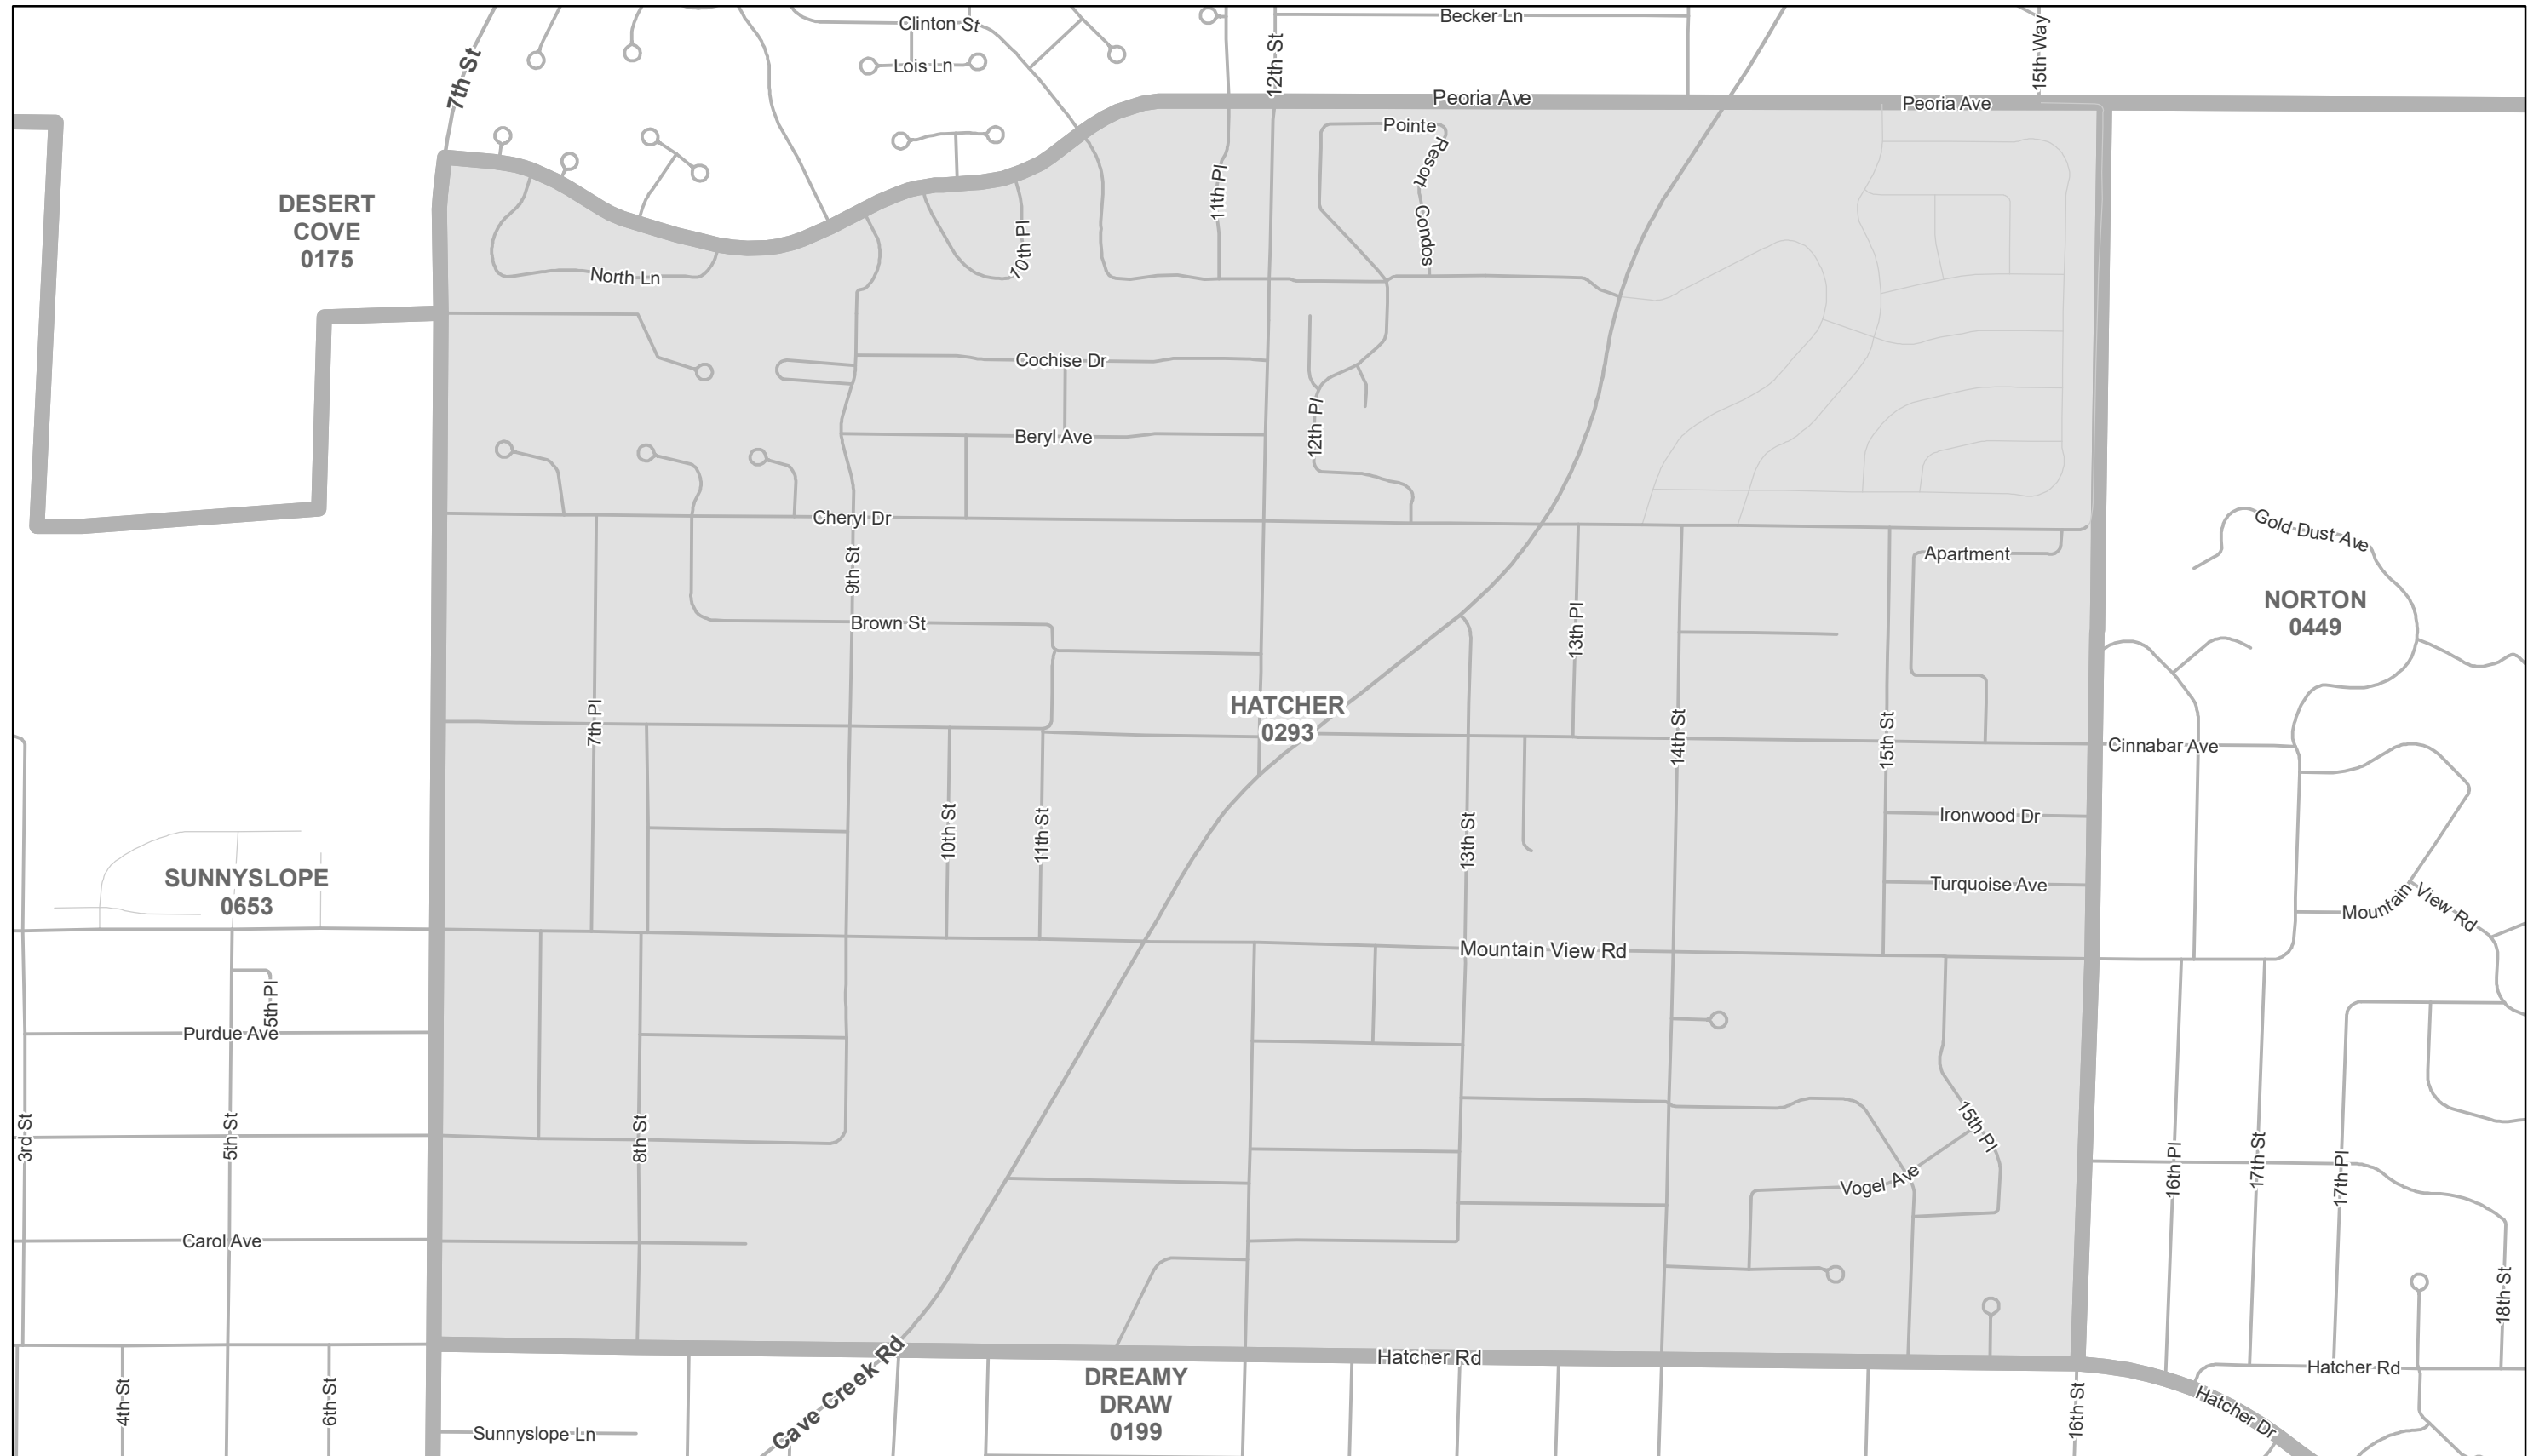 Becker Ln
Clinton St
7th St
Lois Ln
12th St
15th Way
Peoria Ave
Peoria Ave
Pointe
Resort
Condos
11th Pl
10th Pl
DESERT
COVE
0175
North Ln
Cochise Dr
12th Pl
Beryl Ave
Cheryl Dr
Gold Dust Ave
Apartment
9th St
NORTON
0449
Brown St
13th Pl
HATCHER
0293
7th Pl
14th St
15th St
Cinnabar Ave
Ironwood Dr
10th St
11th St
13th St
SUNNYSLOPE
0653
Turquoise Ave
Mountain
View Rd
Mountain View Rd
5th Pl
Purdue Ave
3rd St
5th St
8th St
15th Pl
Vogel Ave
16th Pl
17th St
17th Pl
Carol Ave
18th St
Hatcher Rd
Hatcher Rd
Cave Creek Rd
DREAMY
DRAW
0199
4th St
6th St
16th St
Hatcher Dr
Sunnyslope Ln